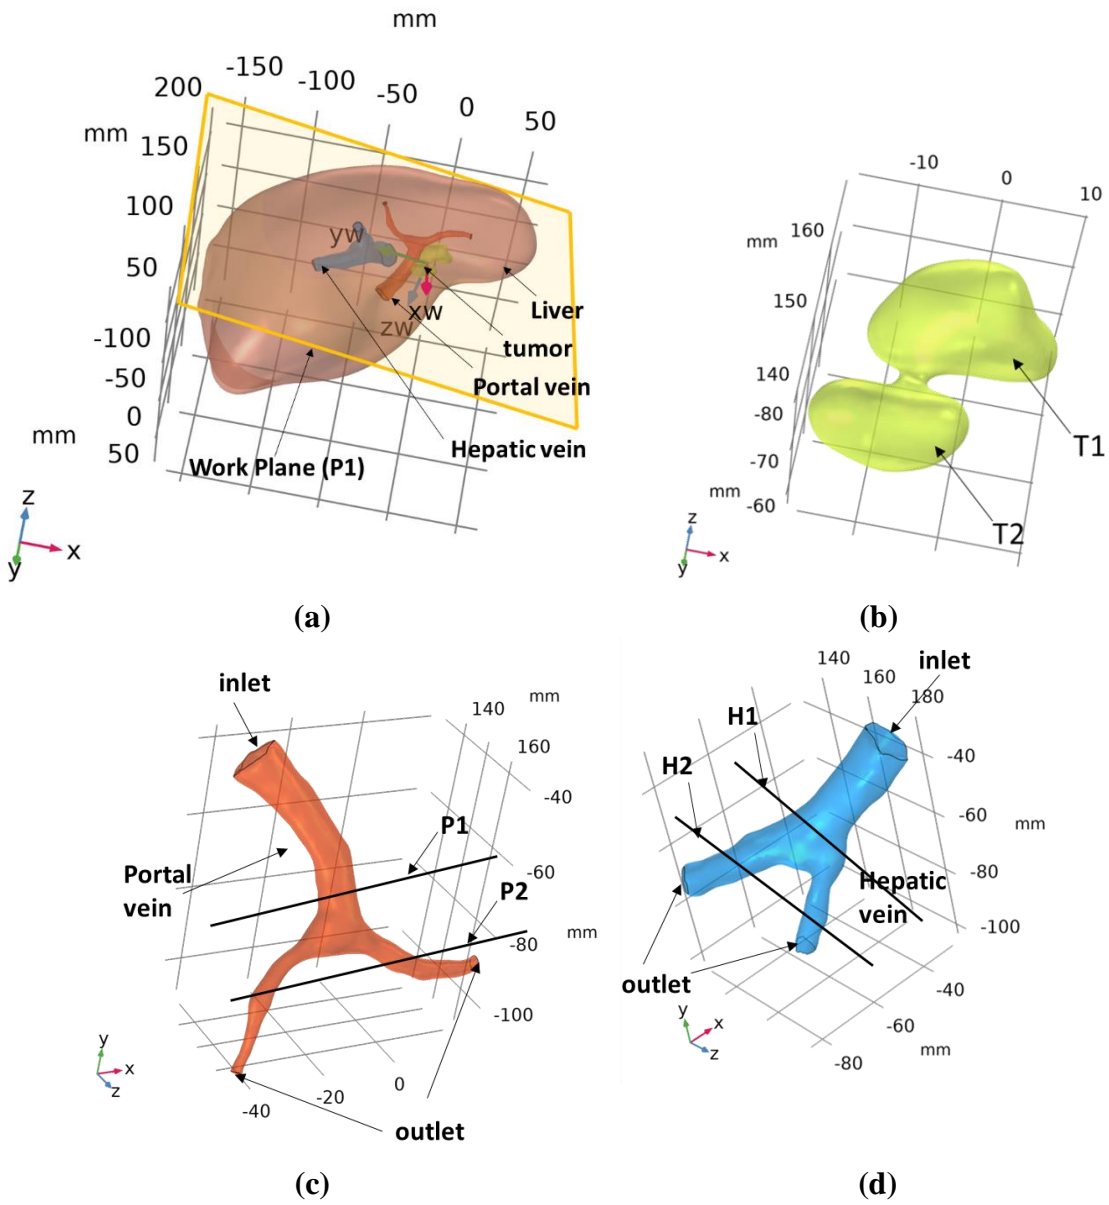 mm
-150 -100 -50 0 50
200
mm
150
100
50
-100
-50
0
mm
50
yw
xw
zw
Liver
tumor
Portal vein
Hepatic vein
Work Plane (P1)
z
x
y
(a)
-10 0 10
mm
160
150
140
-80
-70
mm
-60
T1
T2
z
x
y
(b)
inlet
mm
140
160
-40
P1
-60
P2
Portal
vein
mm
-80
-100
y
x
z
0
-20
-40
outlet
(c)
140
160
180
inlet
H1
H2
-40
-60
mm
-80
Hepatic
vein
-100
outlet
-40
-60
mm
-80
y
x
z
(d)